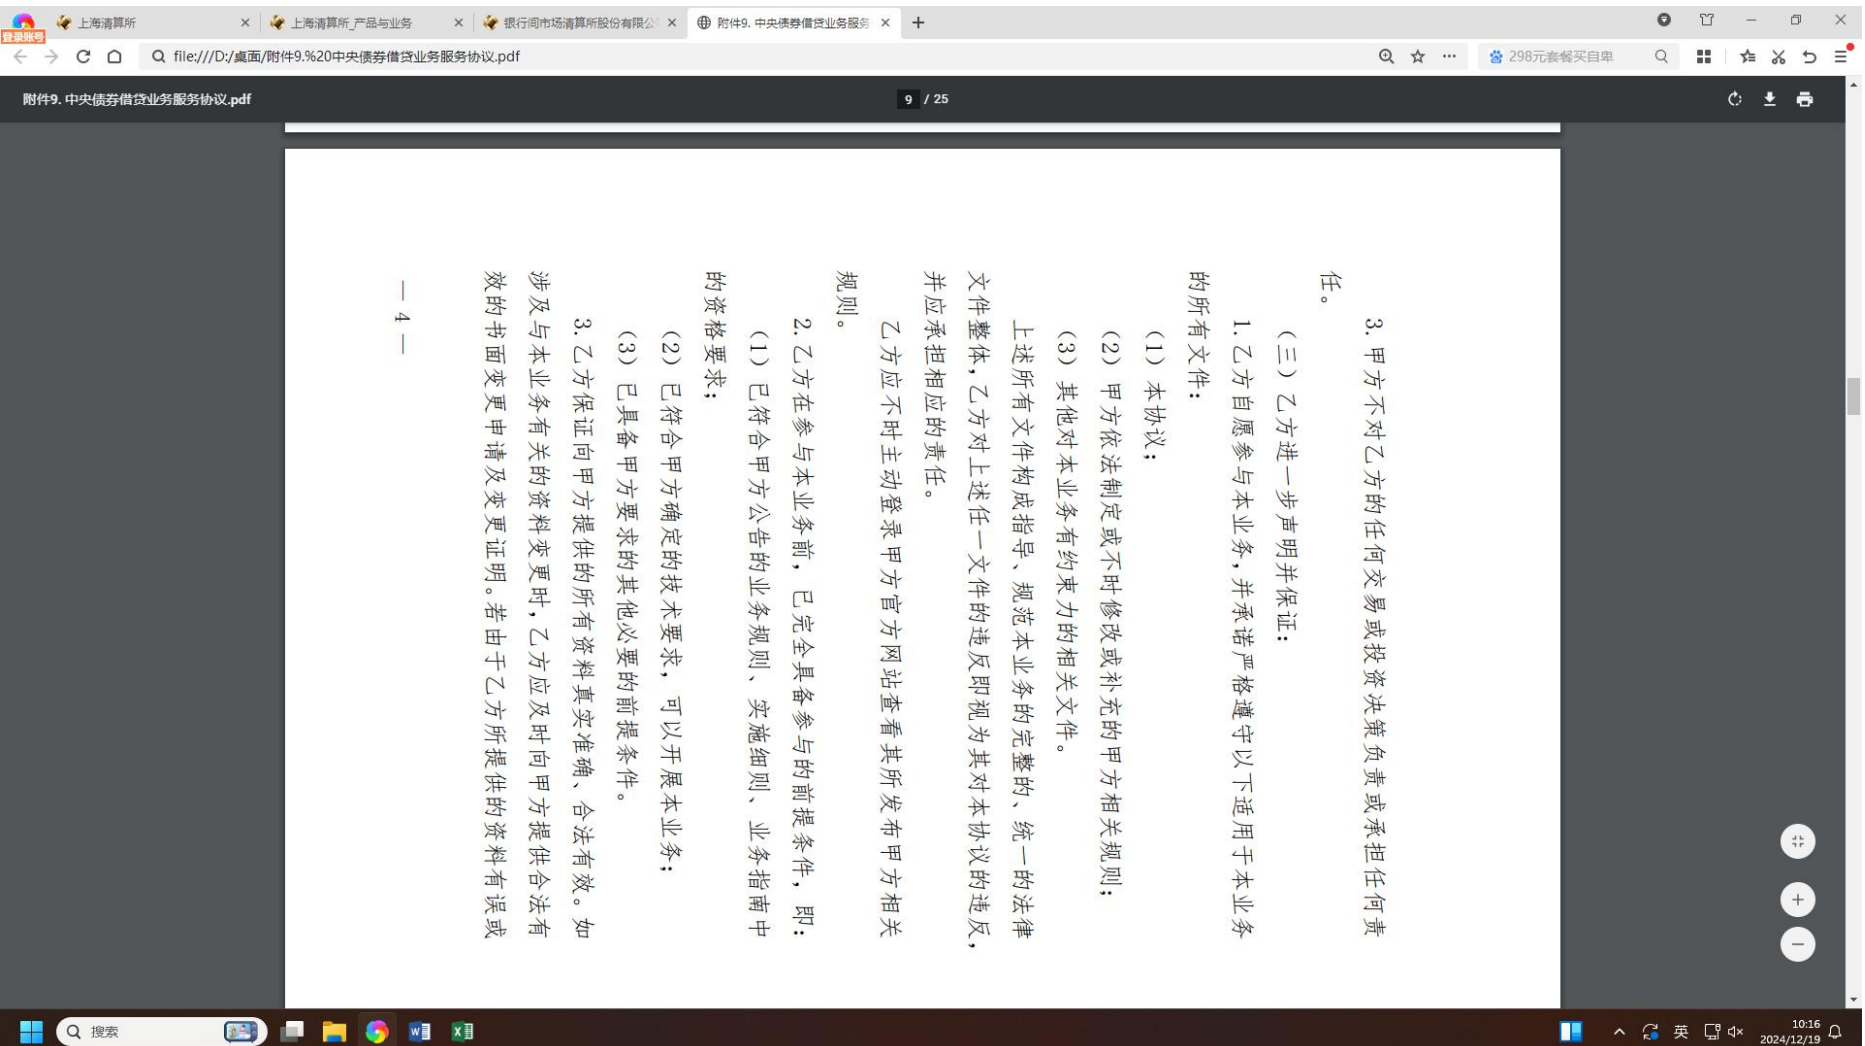 上海清算所
上海清算所_产品与业务
银行间市场清算所股份有限公
附件9. 中央债券借贷业务服务
登录账号
file:///D:/桌面/附件9.%20中央债券借贷业务服务协议.pdf
298元套餐买自卑
附件9. 中央债券借贷业务服务协议.pdf
9 / 25
3. 甲方不对乙方的任何交易或投资决策负责或承担任何责
任。
（三）乙方进一步声明并保证：
1. 乙方自愿参与本业务，并承诺严格遵守以下适用于本业务
的所有文件：
（1）本协议；
（2）甲方依法制定或不时修改或补充的甲方相关规则；
（3）其他对本业务有约束力的相关文件。
上述所有文件构成指导、规范本业务的完整的、统一的法律
文件整体，乙方对上述任一文件的违反即视为其对本协议的违反，
并应承担相应的责任。
乙方应不时主动登录甲方官方网站查看其所发布甲方相关
规则。
2. 乙方在参与本业务前，已完全具备参与的前提条件，即：
（1）已符合甲方公告的业务规则、实施细则、业务指南中
的资格要求；
（2）已符合甲方确定的技术要求，可以开展本业务；
（3）已具备甲方要求的其他必要的前提条件。
3. 乙方保证向甲方提供的所有资料真实准确、合法有效。如
涉及与本业务有关的资料变更时，乙方应及时向甲方提供合法有
效的书面变更申请及变更证明。若由于乙方所提供的资料有误或
— 4 —
搜索
英
10:16
2024/12/19